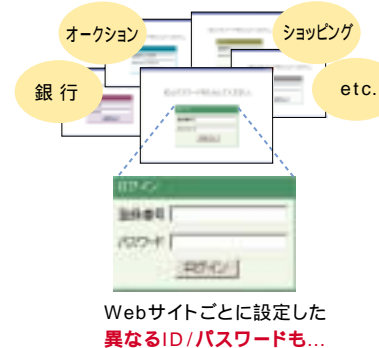 オークション
ショッピング
銀行
etc.
ログイン
登録番号
パスワード
ログイン
Webサイトごとに設定した
異なるID/パスワードも...